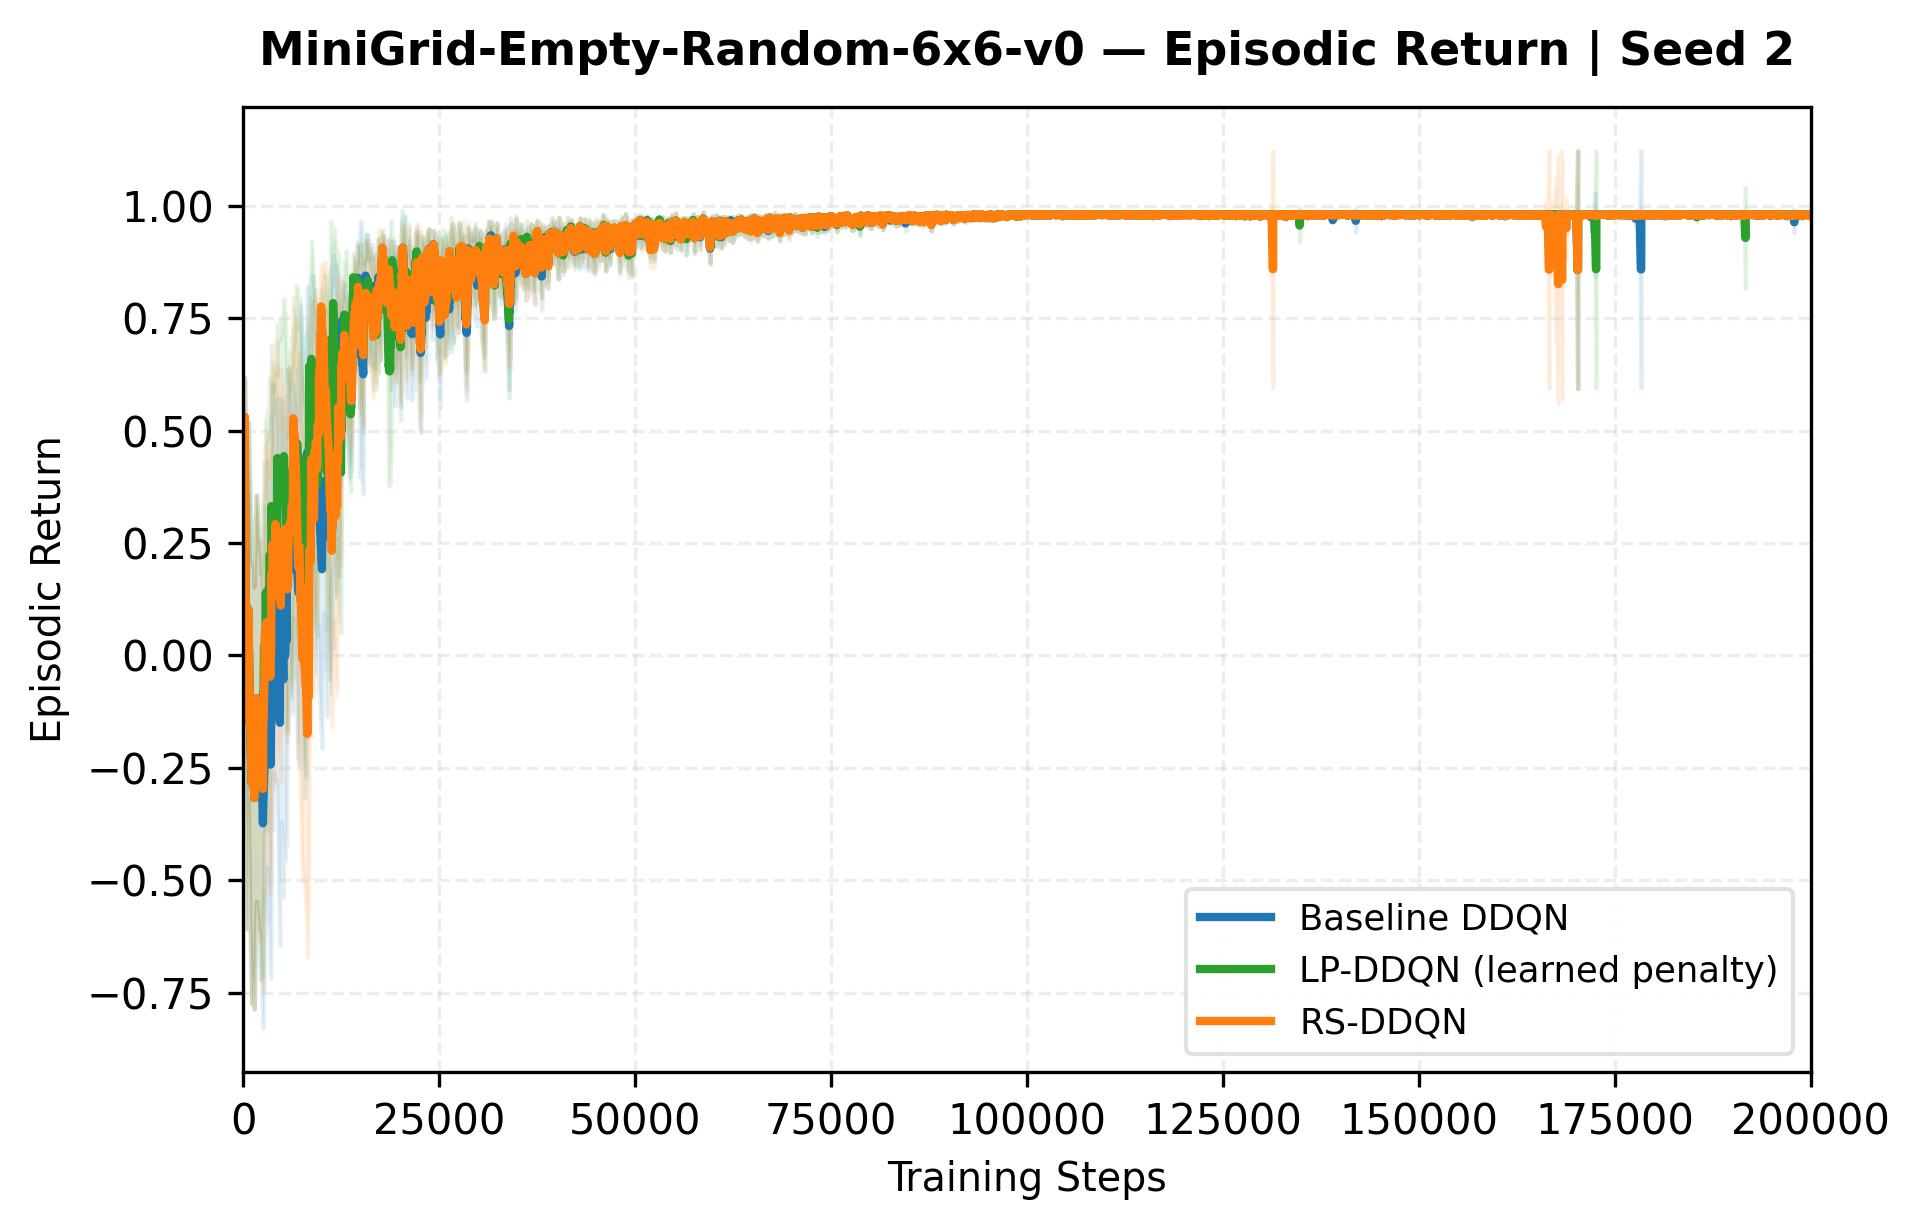 MiniGrid-Empty-Random-6x6-v0 — Episodic Return | Seed 2
Episodic Return
1.00
0.75
0.50
0.25
0.00
−0.25
−0.50
−0.75
Baseline DDQN
LP-DDQN (learned penalty)
RS-DDQN
0 25000 50000 75000 100000 125000 150000 175000 200000
Training Steps